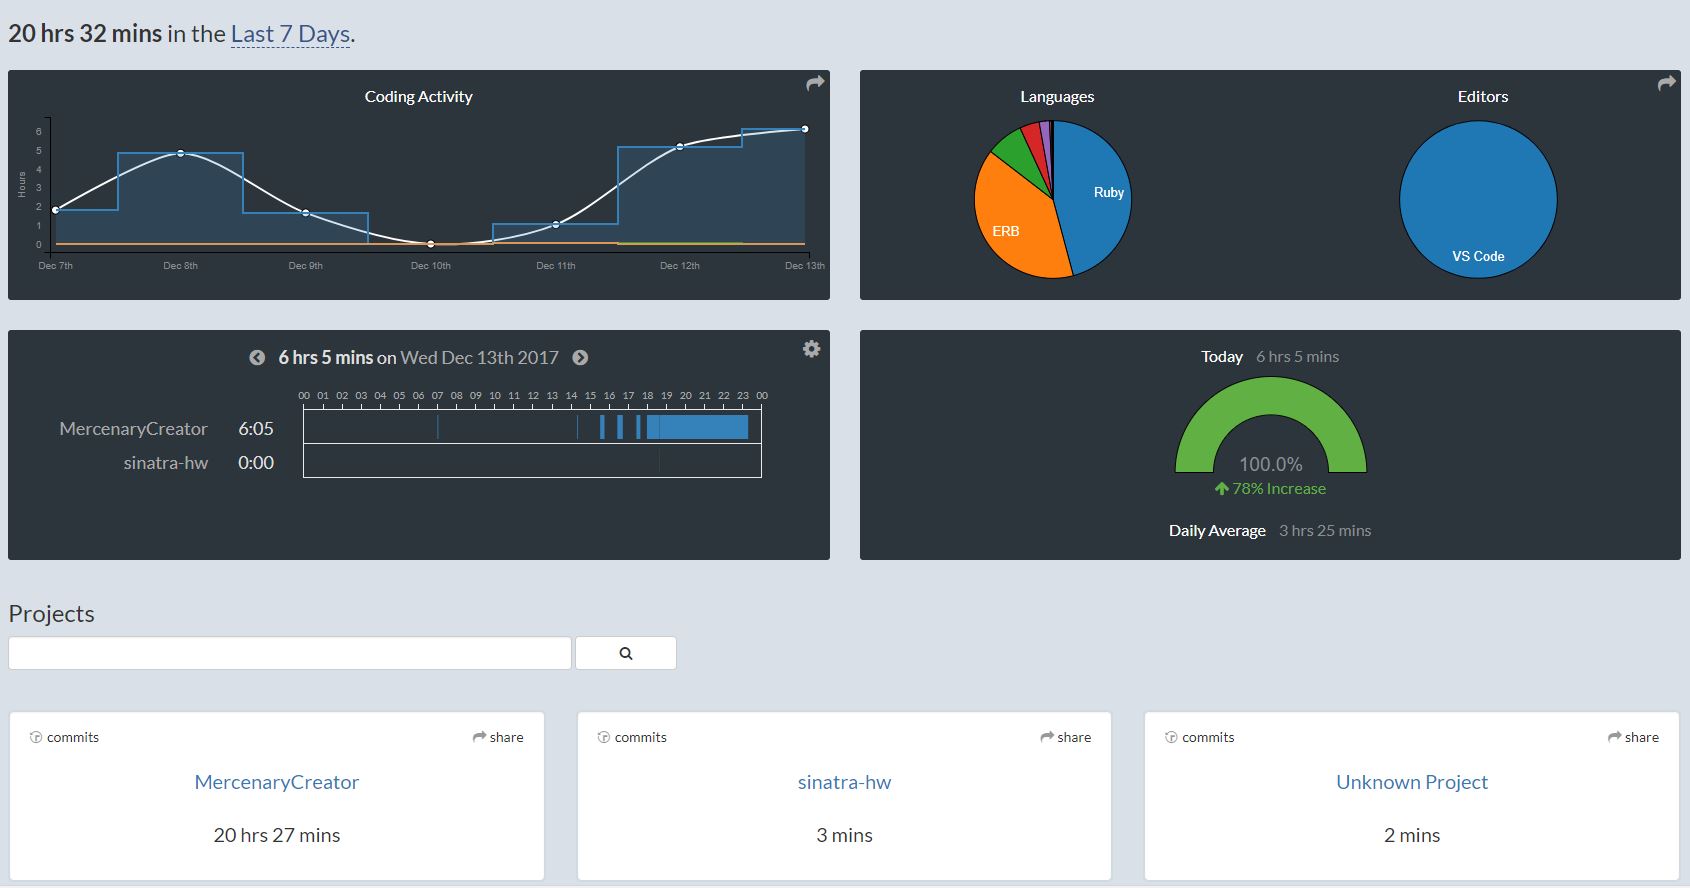 20 hrs 32 mins in the Last 7 Days.
Coding Activity
Hours
6
5
4
3
2
1
0
Dec 7th Dec 8th Dec 9th Dec 10th Dec 11th Dec 12th Dec 13th
Languages
Ruby
ERB
Editors
VS Code
6 hrs 5 mins on Wed Dec 13th 2017
00 01 02 03 04 05 06 07 08 09 10 11 12 13 14 15 16 17 18 19 20 21 22 23 00
MercenaryCreator 6:05
sinatra-hw 0:00
Today 6 hrs 5 mins
100.0%
78% Increase
Daily Average 3 hrs 25 mins
Projects
commits share
MercenaryCreator
20 hrs 27 mins
commits share
sinatra-hw
3 mins
commits share
Unknown Project
2 mins